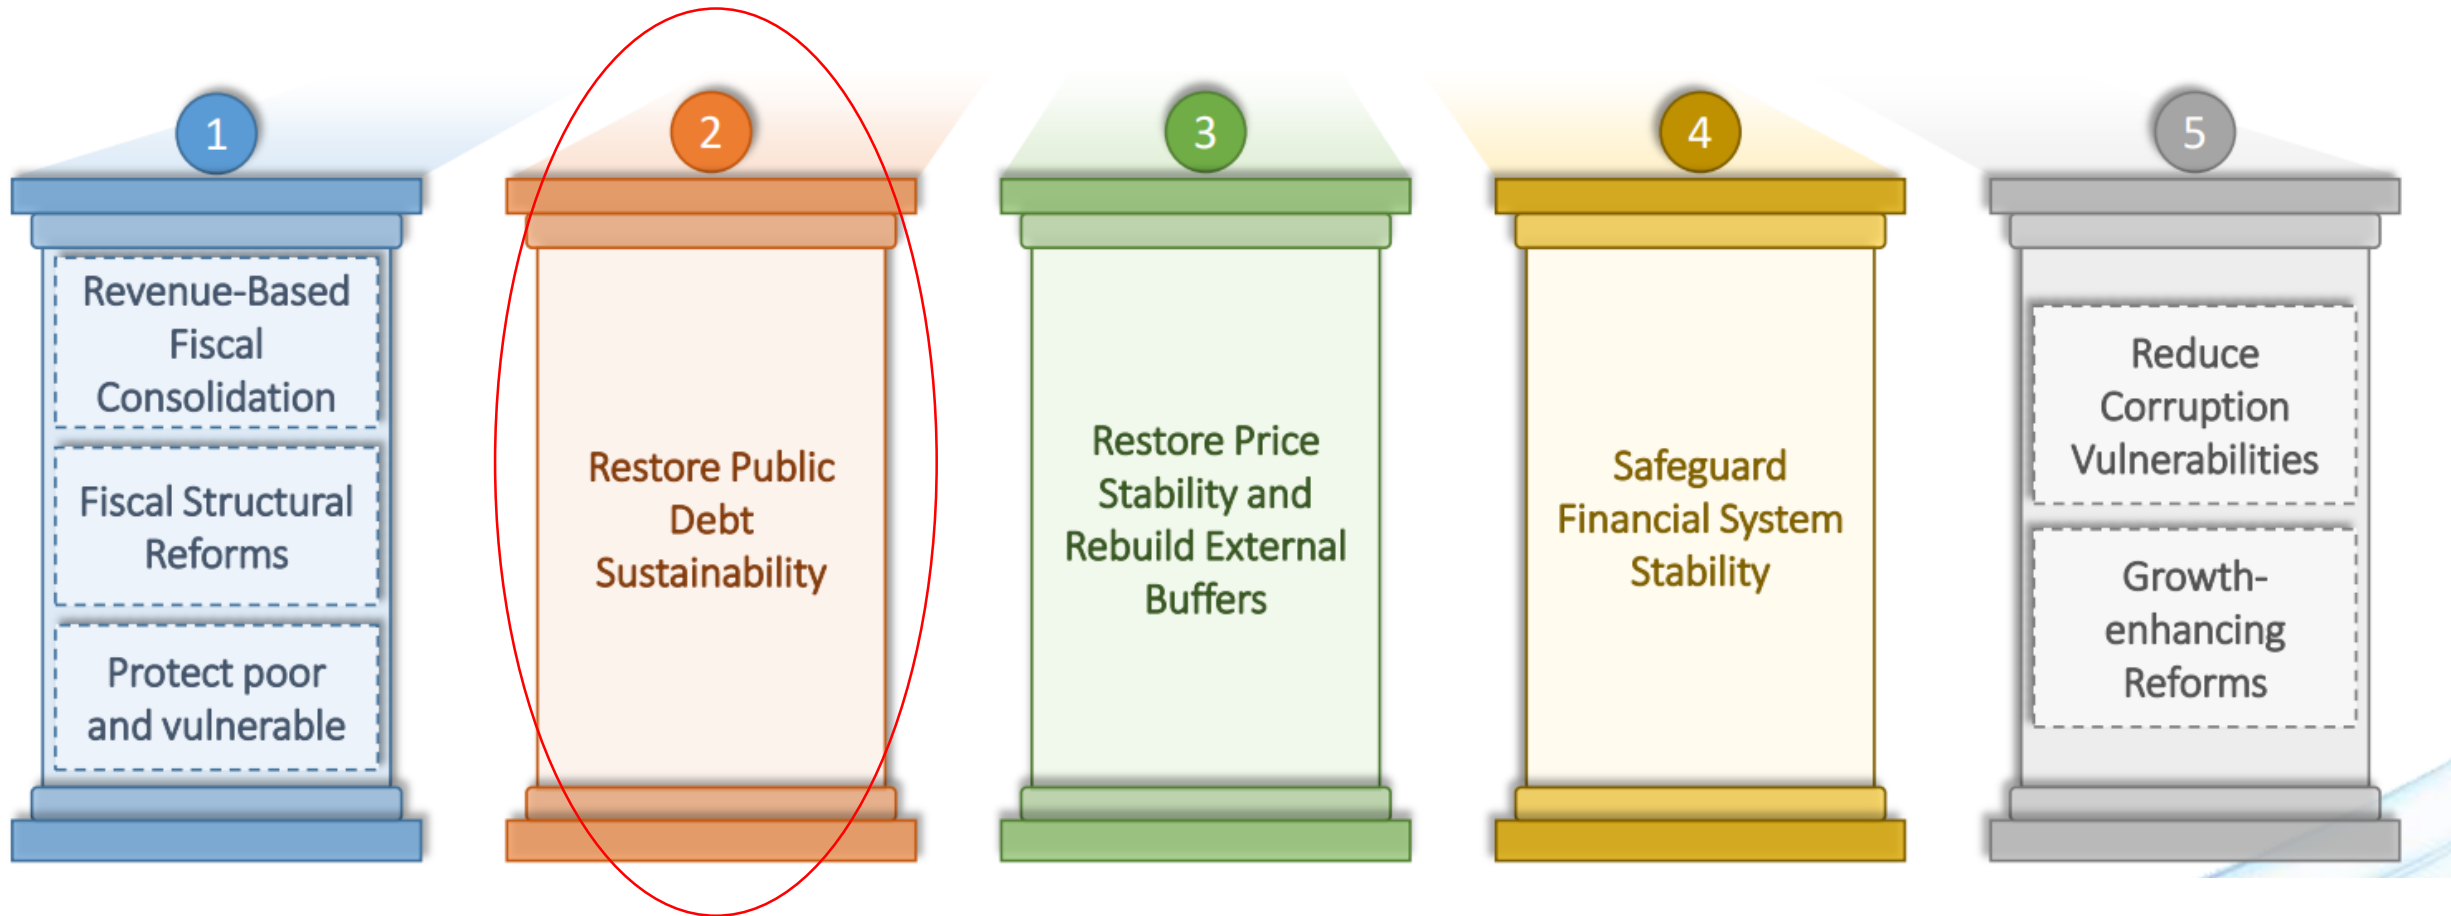 1
Revenue-Based
Fiscal
Consolidation
Fiscal Structural
Reforms
Protect poor
and vulnerable
2
Restore Public
Debt
Sustainability
3
Restore Price
Stability and
Rebuild External
Buffers
4
Safeguard
Financial System
Stability
5
Reduce
Corruption
Vulnerabilities
Growth-
enhancing
Reforms